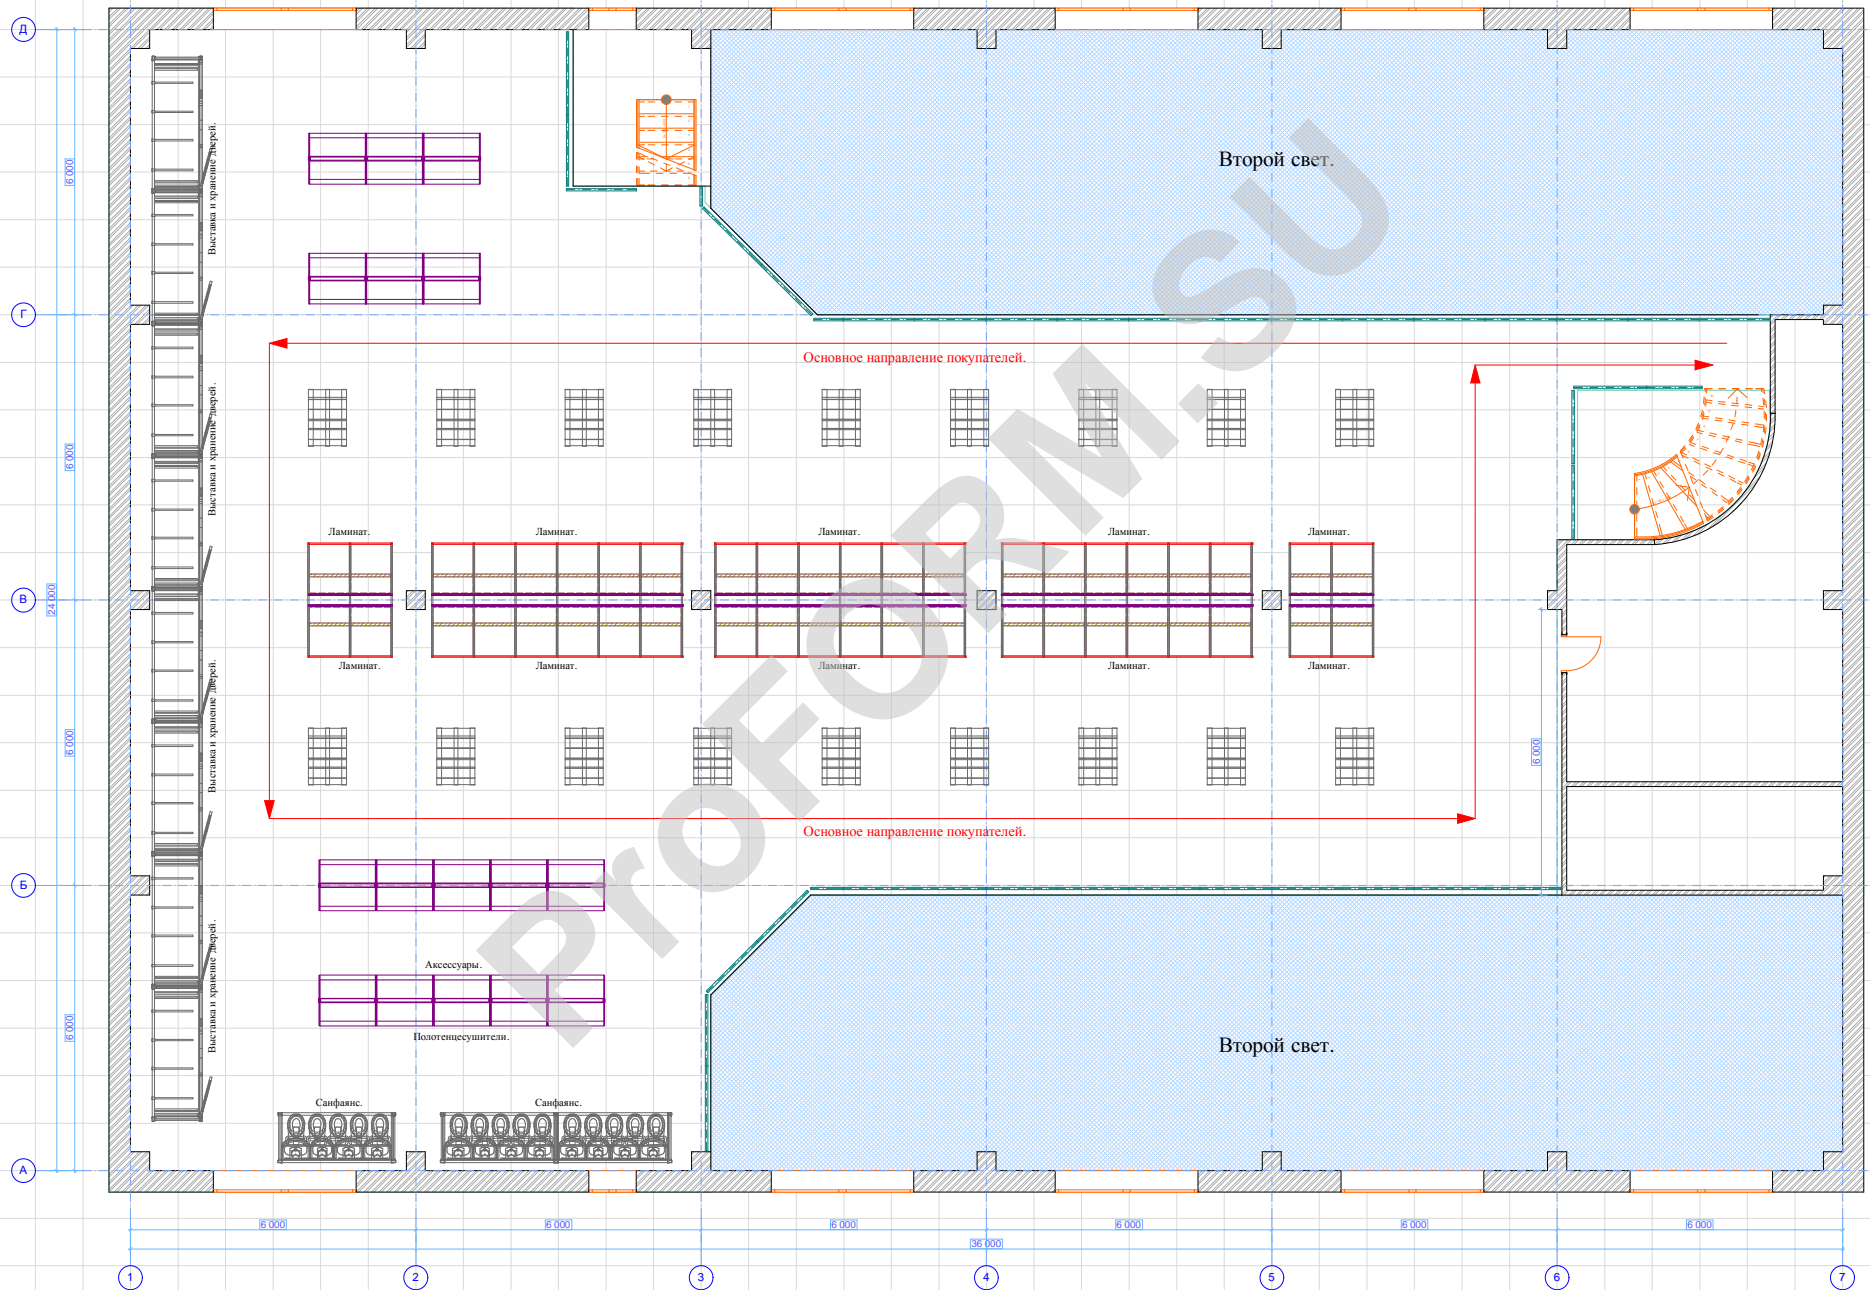 Д
Второй свет.
Выставка и хранение дверей.
6 000
Г
Основное направление покупателей.
Выставка и хранение дверей.
6 000
Ламинат.
Ламинат.
Ламинат.
Ламинат.
Ламинат.
В
24 000
Ламинат.
Ламинат.
Ламинат.
Ламинат.
Ламинат.
Выставка и хранение дверей.
6 000
6 000
Основное направление покупателей.
Б
Аксессуары.
Выставка и хранение дверей.
6 000
Полотенцесушители.
Второй свет.
Санфаянс.
Санфаянс.
А
6 000
6 000
6 000
6 000
6 000
6 000
36 000
1
2
3
4
5
6
7
ProFORM.SU